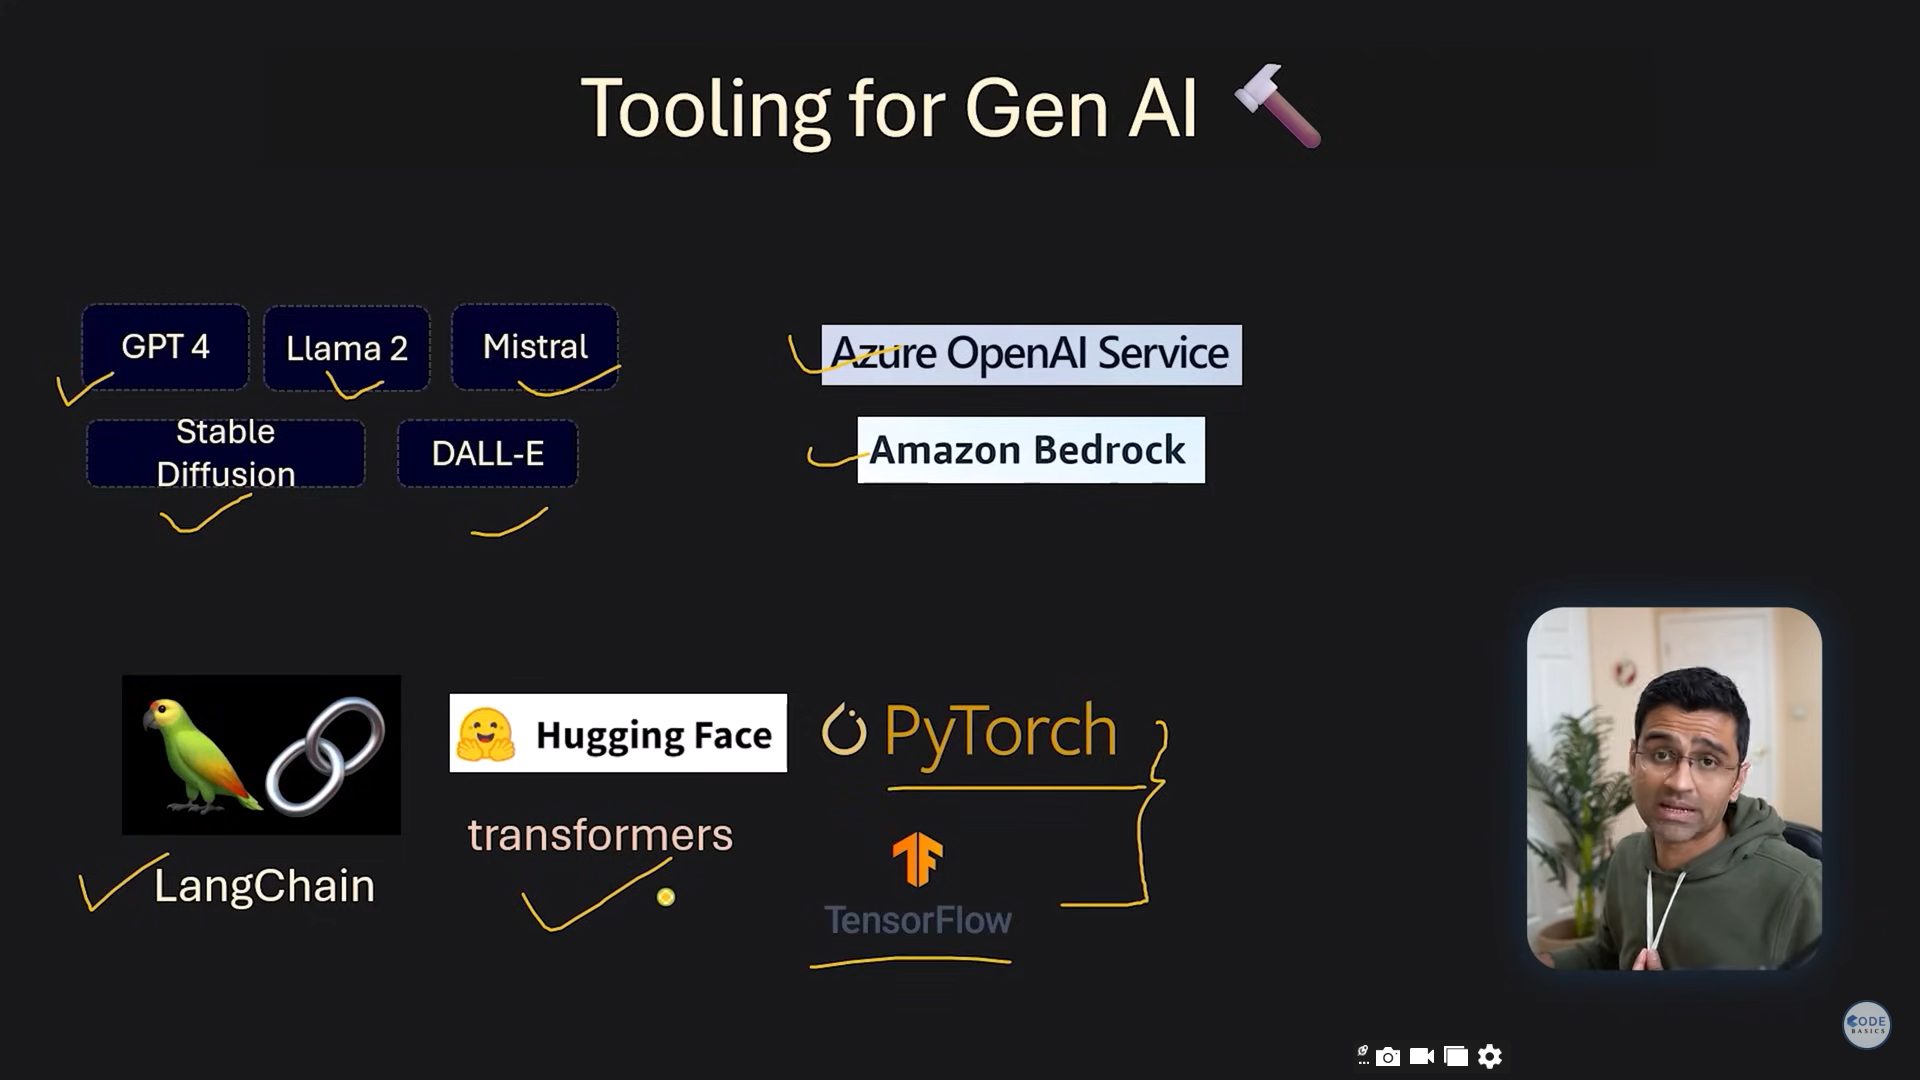 Tooling for Gen AI
GPT 4
Llama 2
Mistral
Stable
Diffusion
DALL-E
Azure OpenAI Service
Amazon Bedrock
LangChain
Hugging Face
transformers
PyTorch
TensorFlow
CODE
BASICS